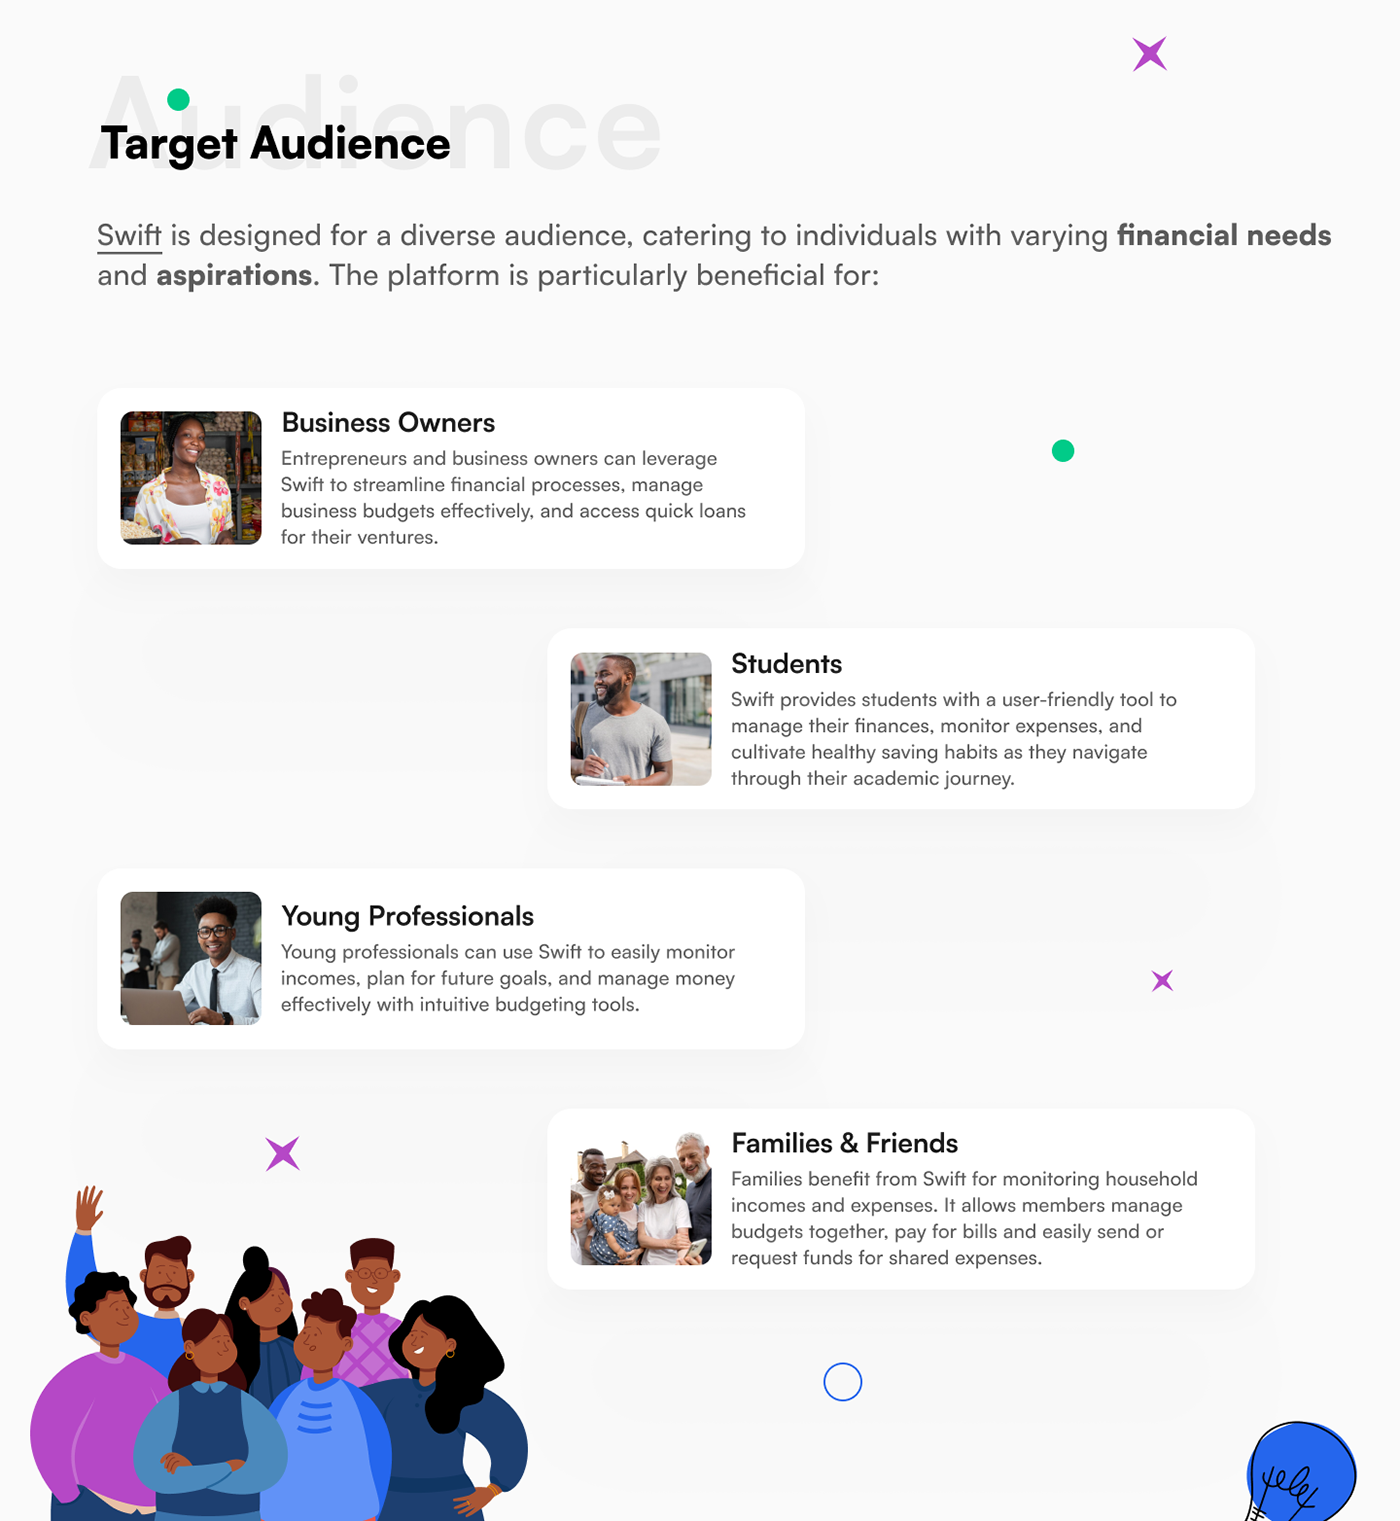 Audience
Target Audience
Swift is designed for a diverse audience, catering to individuals with varying financial needs
and aspirations. The platform is particularly beneficial for:
Business Owners
Entrepreneurs and business owners can leverage
Swift to streamline financial processes, manage
business budgets effectively, and access quick loans
for their ventures.
Students
Swift provides students with a user-friendly tool to
manage their finances, monitor expenses, and
cultivate healthy saving habits as they navigate
through their academic journey.
Young Professionals
Young professionals can use Swift to easily monitor
incomes, plan for future goals, and manage money
effectively with intuitive budgeting tools.
Families & Friends
Families benefit from Swift for monitoring household
incomes and expenses. It allows members manage
budgets together, pay for bills and easily send or
request funds for shared expenses.